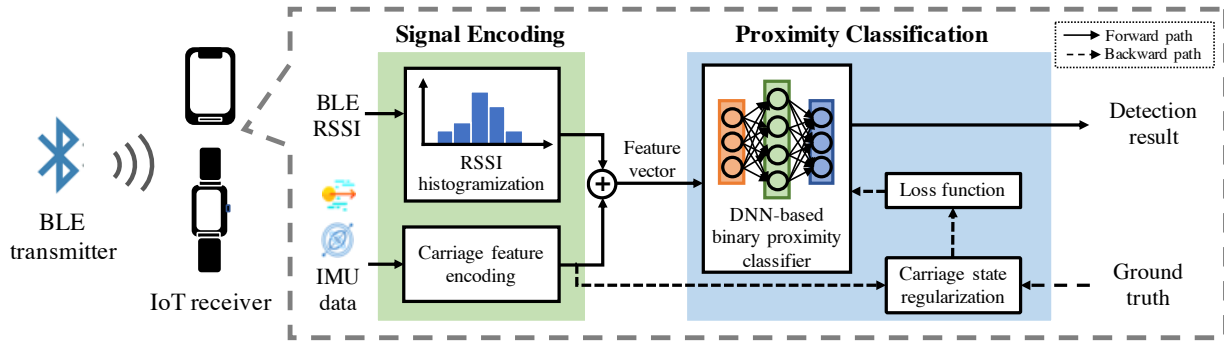 Signal Encoding
Proximity Classification
Forward path
Backward path
BLE
RSSI
RSSI
histogramization
Feature
vector
Detection
result
DNN-based
binary proximity
classifier
Loss function
BLE
transmitter
IoT receiver
IMU
data
Carriage feature
encoding
Carriage state
regularization
Ground
truth